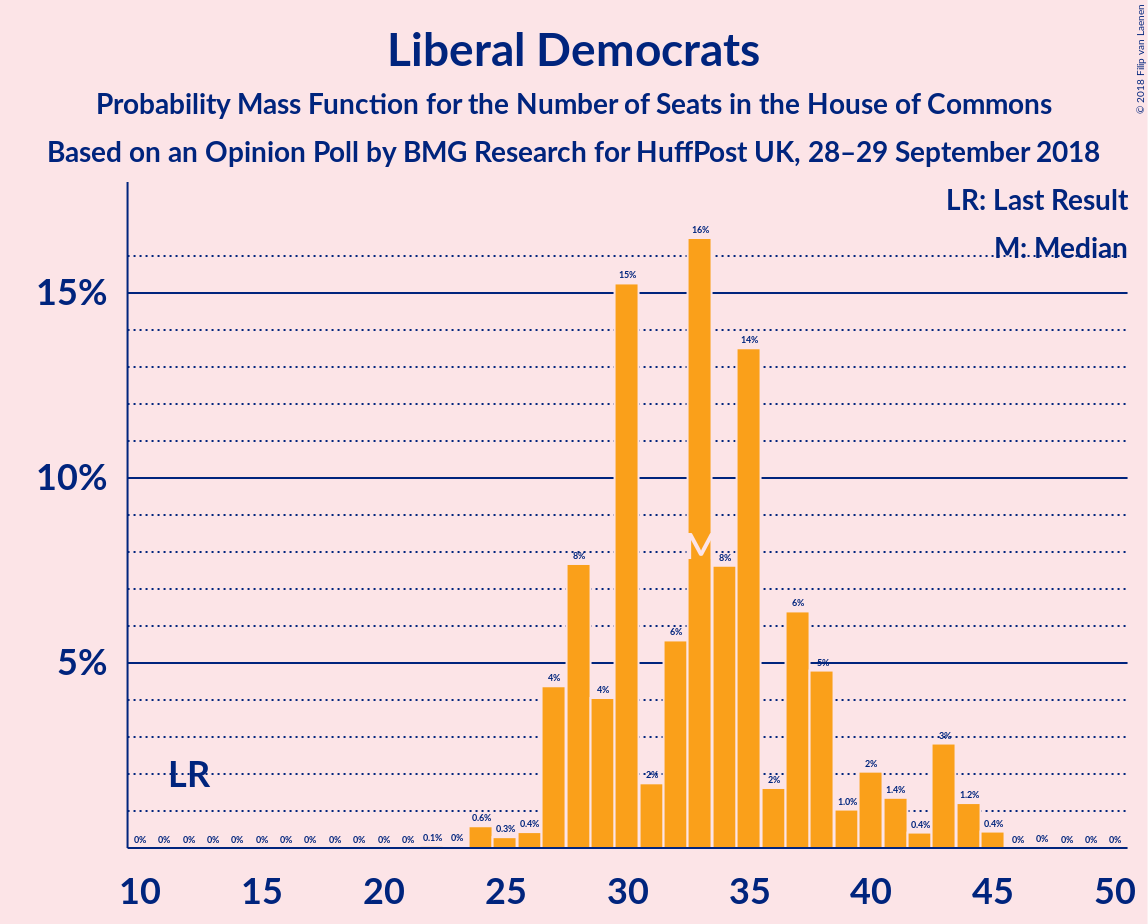 © 2018 Filip van Laenen
Liberal Democrats
Probability Mass Function for the Number of Seats in the House of Commons
Based on an Opinion Poll by BMG Research for HuffPost UK, 28–29 September 2018
LR: Last Result
M: Median
15%
10%
5%
LR
M
0% 0% 0% 0% 0% 0% 0% 0% 0% 0% 0% 0% 0.1% 0% 0.6% 0.3% 0.4% 4% 8% 4% 15% 2% 6% 16% 8% 14% 2% 6% 5% 1.0% 2% 1.4% 0.4% 3% 1.2% 0.4% 0% 0% 0% 0% 0%
10 15 20 25 30 35 40 45 50